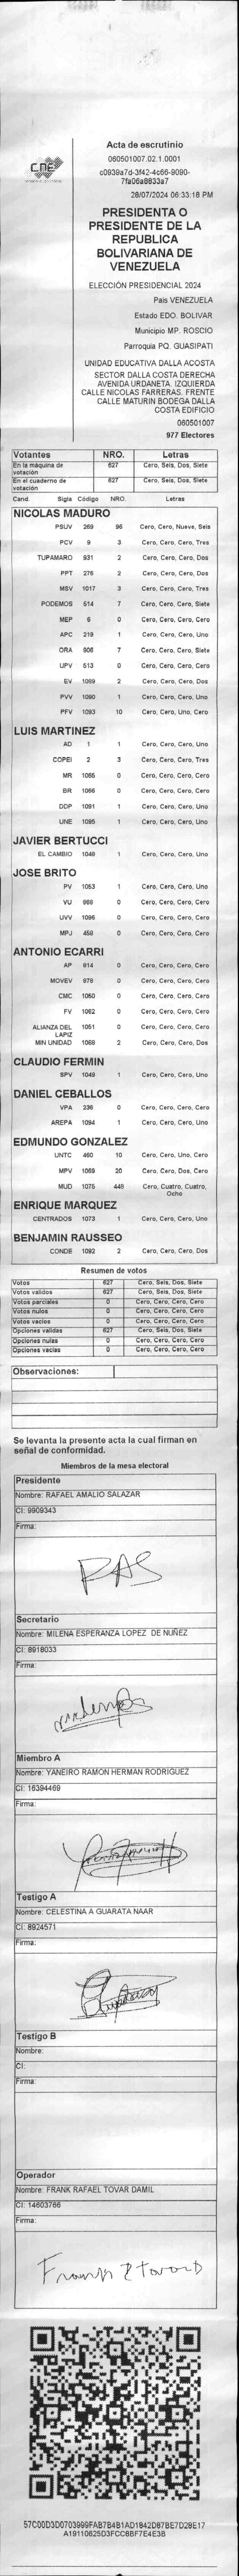 cne
Acta de escrutinio
060501007.02.1.0001
c0939a7d-3f42-4c66-9090-
7fa06a8833a7
28/07/2024 06:33:18 PM
PRESIDENTA O
PRESIDENTE DE LA
REPUBLICA
BOLIVARIANA DE
VENEZUELA
ELECCIÓN PRESIDENCIAL 2024
Pais VENEZUELA
Estado EDO. BOLIVAR
Municipio MP. ROSCIO
Parroquia PQ. GUASIPATI
UNIDAD EDUCATIVA DALLA ACOSTA
SECTOR DALLA COSTA DERECHA
AVENIDA URDANETA. IZQUIERDA
CALLE NICOLAS FARRERAS. FRENTE
CALLE MATURIN BODEGA DALLA
COSTA EDIFICIO
060501007
977 Electores
Votantes NRO. Letras
En la máquina de votación 627 Cero, Seis, Dos, Siete
En el cuaderno de votación 627 Cero, Seis, Dos, Siete
Cand. Sigla Código NRO. Letras
NICOLAS MADURO
PSUV 269 96 Cero, Cero, Nueve, Seis
PCV 9 3 Cero, Cero, Cero, Tres
TUPAMARO 931 2 Cero, Cero, Cero, Dos
PPT 276 2 Cero, Cero, Cero, Dos
MSV 1017 3 Cero, Cero, Cero, Tres
PODEMOS 514 7 Cero, Cero, Cero, Siete
MEP 6 0 Cero, Cero, Cero, Cero
APC 219 1 Cero, Cero, Cero, Uno
ORA 906 7 Cero, Cero, Cero, Siete
UPV 513 0 Cero, Cero, Cero, Cero
EV 1089 2 Cero, Cero, Cero, Dos
PVV 1090 1 Cero, Cero, Cero, Uno
PFV 1093 10 Cero, Cero, Uno, Cero
LUIS MARTINEZ
AD 1 1 Cero, Cero, Cero, Uno
COPEI 2 3 Cero, Cero, Cero, Tres
MR 1055 0 Cero, Cero, Cero, Cero
BR 1066 0 Cero, Cero, Cero, Cero
DDP 1091 1 Cero, Cero, Cero, Uno
UNE 1095 1 Cero, Cero, Cero, Uno
JAVIER BERTUCCI
EL CAMBIO 1048 1 Cero, Cero, Cero, Uno
JOSE BRITO
PV 1053 1 Cero, Cero, Cero, Uno
VU 968 0 Cero, Cero, Cero, Cero
UVV 1096 0 Cero, Cero, Cero, Cero
MPJ 458 0 Cero, Cero, Cero, Cero
ANTONIO ECARRI
AP 814 0 Cero, Cero, Cero, Cero
MOVEV 978 0 Cero, Cero, Cero, Cero
CMC 1050 0 Cero, Cero, Cero, Cero
FV 1062 0 Cero, Cero, Cero, Cero
ALIANZA DEL LAPIZ 1051 0 Cero, Cero, Cero, Cero
MIN UNIDAD 1068 2 Cero, Cero, Cero, Dos
CLAUDIO FERMIN
SPV 1049 1 Cero, Cero, Cero, Uno
DANIEL CEBALLOS
VPA 236 0 Cero, Cero, Cero, Cero
AREPA 1094 1 Cero, Cero, Cero, Uno
EDMUNDO GONZALEZ
UNTC 460 10 Cero, Cero, Uno, Cero
MPV 1069 20 Cero, Cero, Dos, Cero
MUD 1075 448 Cero, Cuatro, Cuatro, Ocho
ENRIQUE MARQUEZ
CENTRADOS 1073 1 Cero, Cero, Cero, Uno
BENJAMIN RAUSSEO
CONDE 1092 2 Cero, Cero, Cero, Dos
Resumen de votos
Votos 627 Cero, Seis, Dos, Siete
Votos validos 627 Cero, Seis, Dos, Siete
Votos parciales 0 Cero, Cero, Cero, Cero
Votos nulos 0 Cero, Cero, Cero, Cero
Votos vacios 0 Cero, Cero, Cero, Cero
Opciones validas 627 Cero, Seis, Dos, Siete
Opciones nulas 0 Cero, Cero, Cero, Cero
Opciones vacias 0 Cero, Cero, Cero, Cero
Observaciones:
Se levanta la presente acta la cual firman en
señal de conformidad.
Miembros de la mesa electoral
Presidente
Nombre: RAFAEL AMALIO SALAZAR
CI: 9909343
Firma:
PAS
Secretario
Nombre: MILENA ESPERANZA LOPEZ DE NUÑEZ
CI: 8918033
Firma:
Miembro A
Nombre: YANEIRO RAMON HERMAN RODRIGUEZ
CI: 16394469
Firma:
Testigo A
Nombre: CELESTINA A GUARATA NAAR
CI: 8924571
Firma:
Testigo B
Nombre:
CI:
Firma:
Operador
Nombre: FRANK RAFAEL TOVAR DAMIL
CI: 14603766
Firma:
57C00D3D0703999FAB7B4B1AD1842D87BE7D28E17
A19110625D3FCC8BF7E4E3B